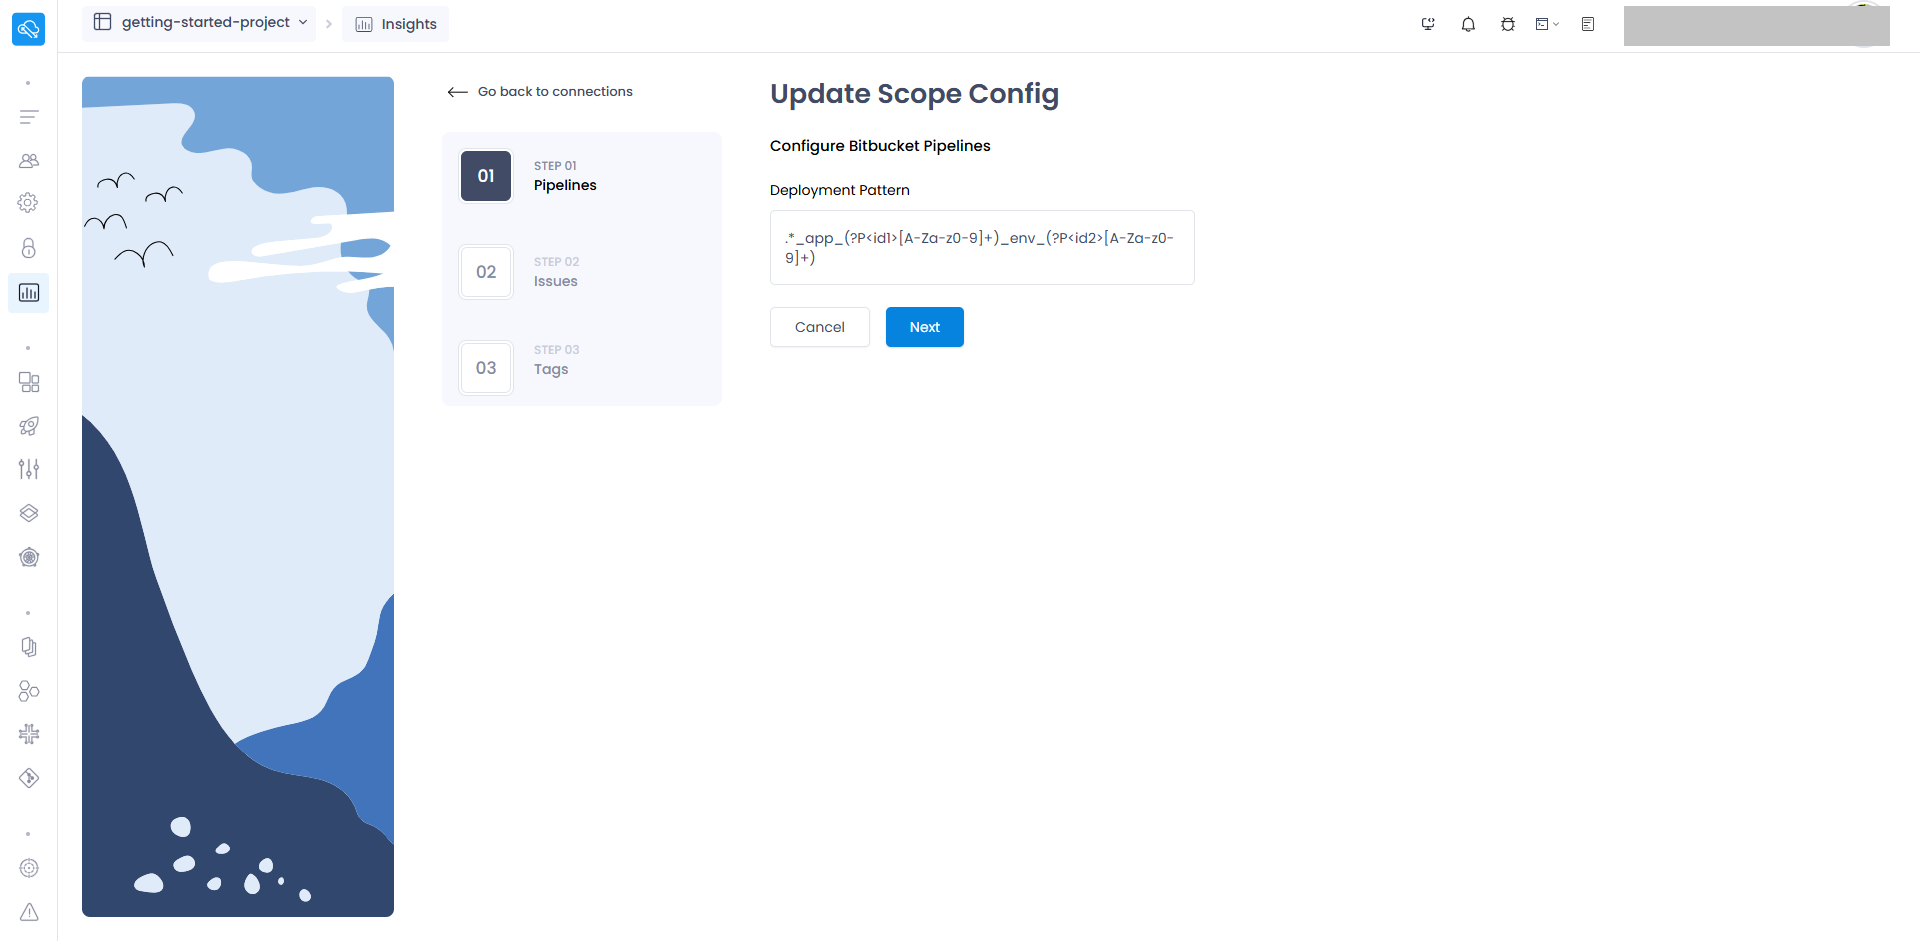 getting-started-project
Insights
Go back to connections
Update Scope Config
Configure Bitbucket Pipelines
01
STEP 01
Pipelines
Deployment Pattern
.*_app_(?P<id1>[A-Za-z0-9]+)_env_(?P<id2>[A-Za-z0-
9]+)
02
STEP 02
Issues
Cancel
Next
03
STEP 03
Tags